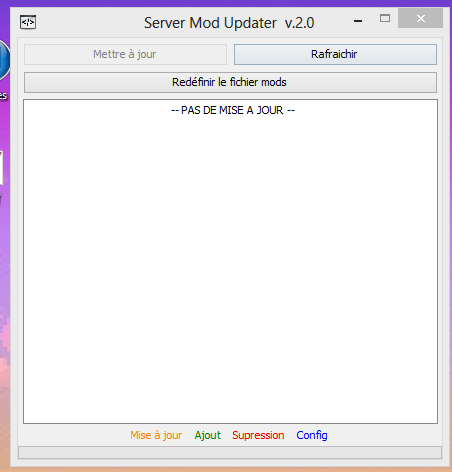 Server Mod Updater v.2.0
Mettre à jour
Rafraichir
Redéfinir le fichier mods
-- PAS DE MISE A JOUR --
Mise à jour Ajout Supression Config